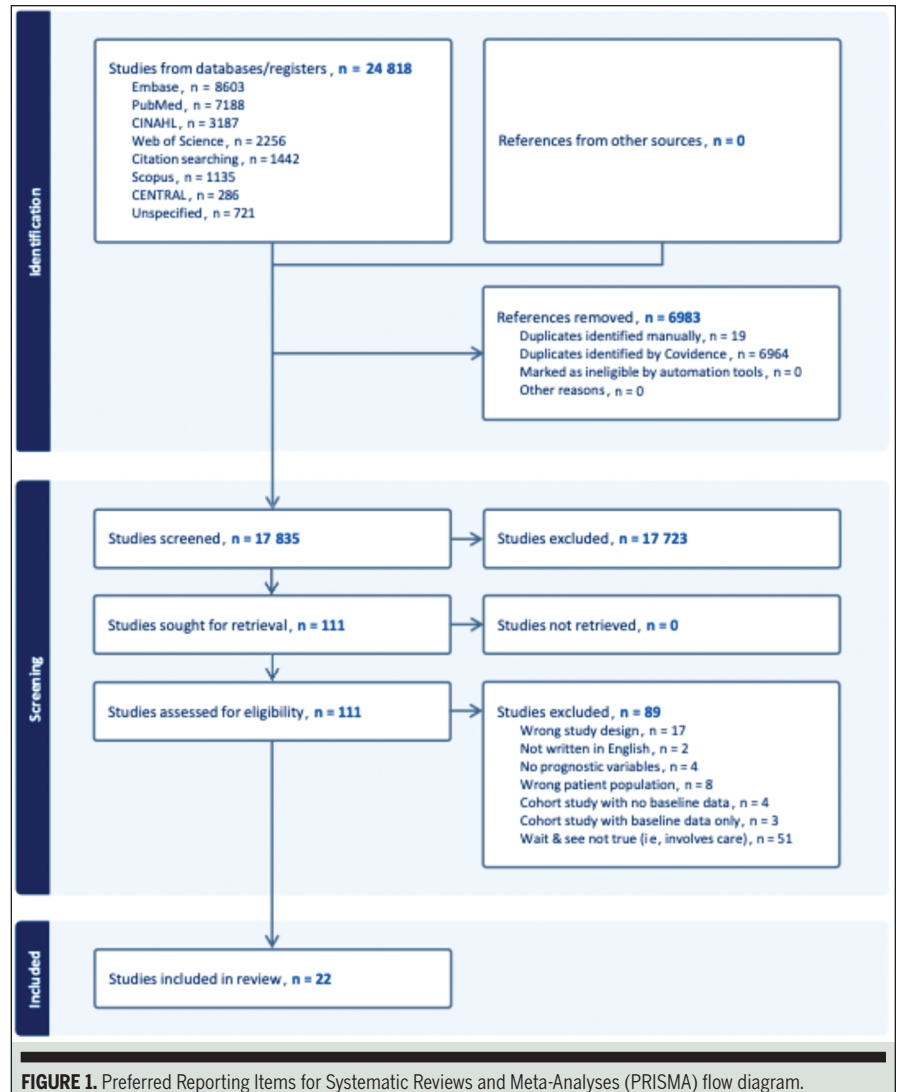 Identification
Studies from databases/registers, n = 24 818
Embase, n = 8603
PubMed, n = 7188
CINAHL, n = 3187
Web of Science, n = 2256
Citation searching, n = 1442
Scopus, n = 1135
CENTRAL, n = 286
Unspecified, n = 721
References from other sources, n = 0
References removed, n = 6983
Duplicates identified manually, n = 19
Duplicates identified by Covidence, n = 6964
Marked as ineligible by automation tools, n = 0
Other reasons, n = 0
Screening
Studies screened, n = 17 835
Studies excluded, n = 17 723
Studies sought for retrieval, n = 111
Studies not retrieved, n = 0
Studies assessed for eligibility, n = 111
Studies excluded, n = 89
Wrong study design, n = 17
Not written in English, n = 2
No prognostic variables, n = 4
Wrong patient population, n = 8
Cohort study with no baseline data, n = 4
Cohort study with baseline data only, n = 3
Wait & see not true (ie, involves care), n = 51
Included
Studies included in review, n = 22
FIGURE 1. Preferred Reporting Items for Systematic Reviews and Meta-Analyses (PRISMA) flow diagram.